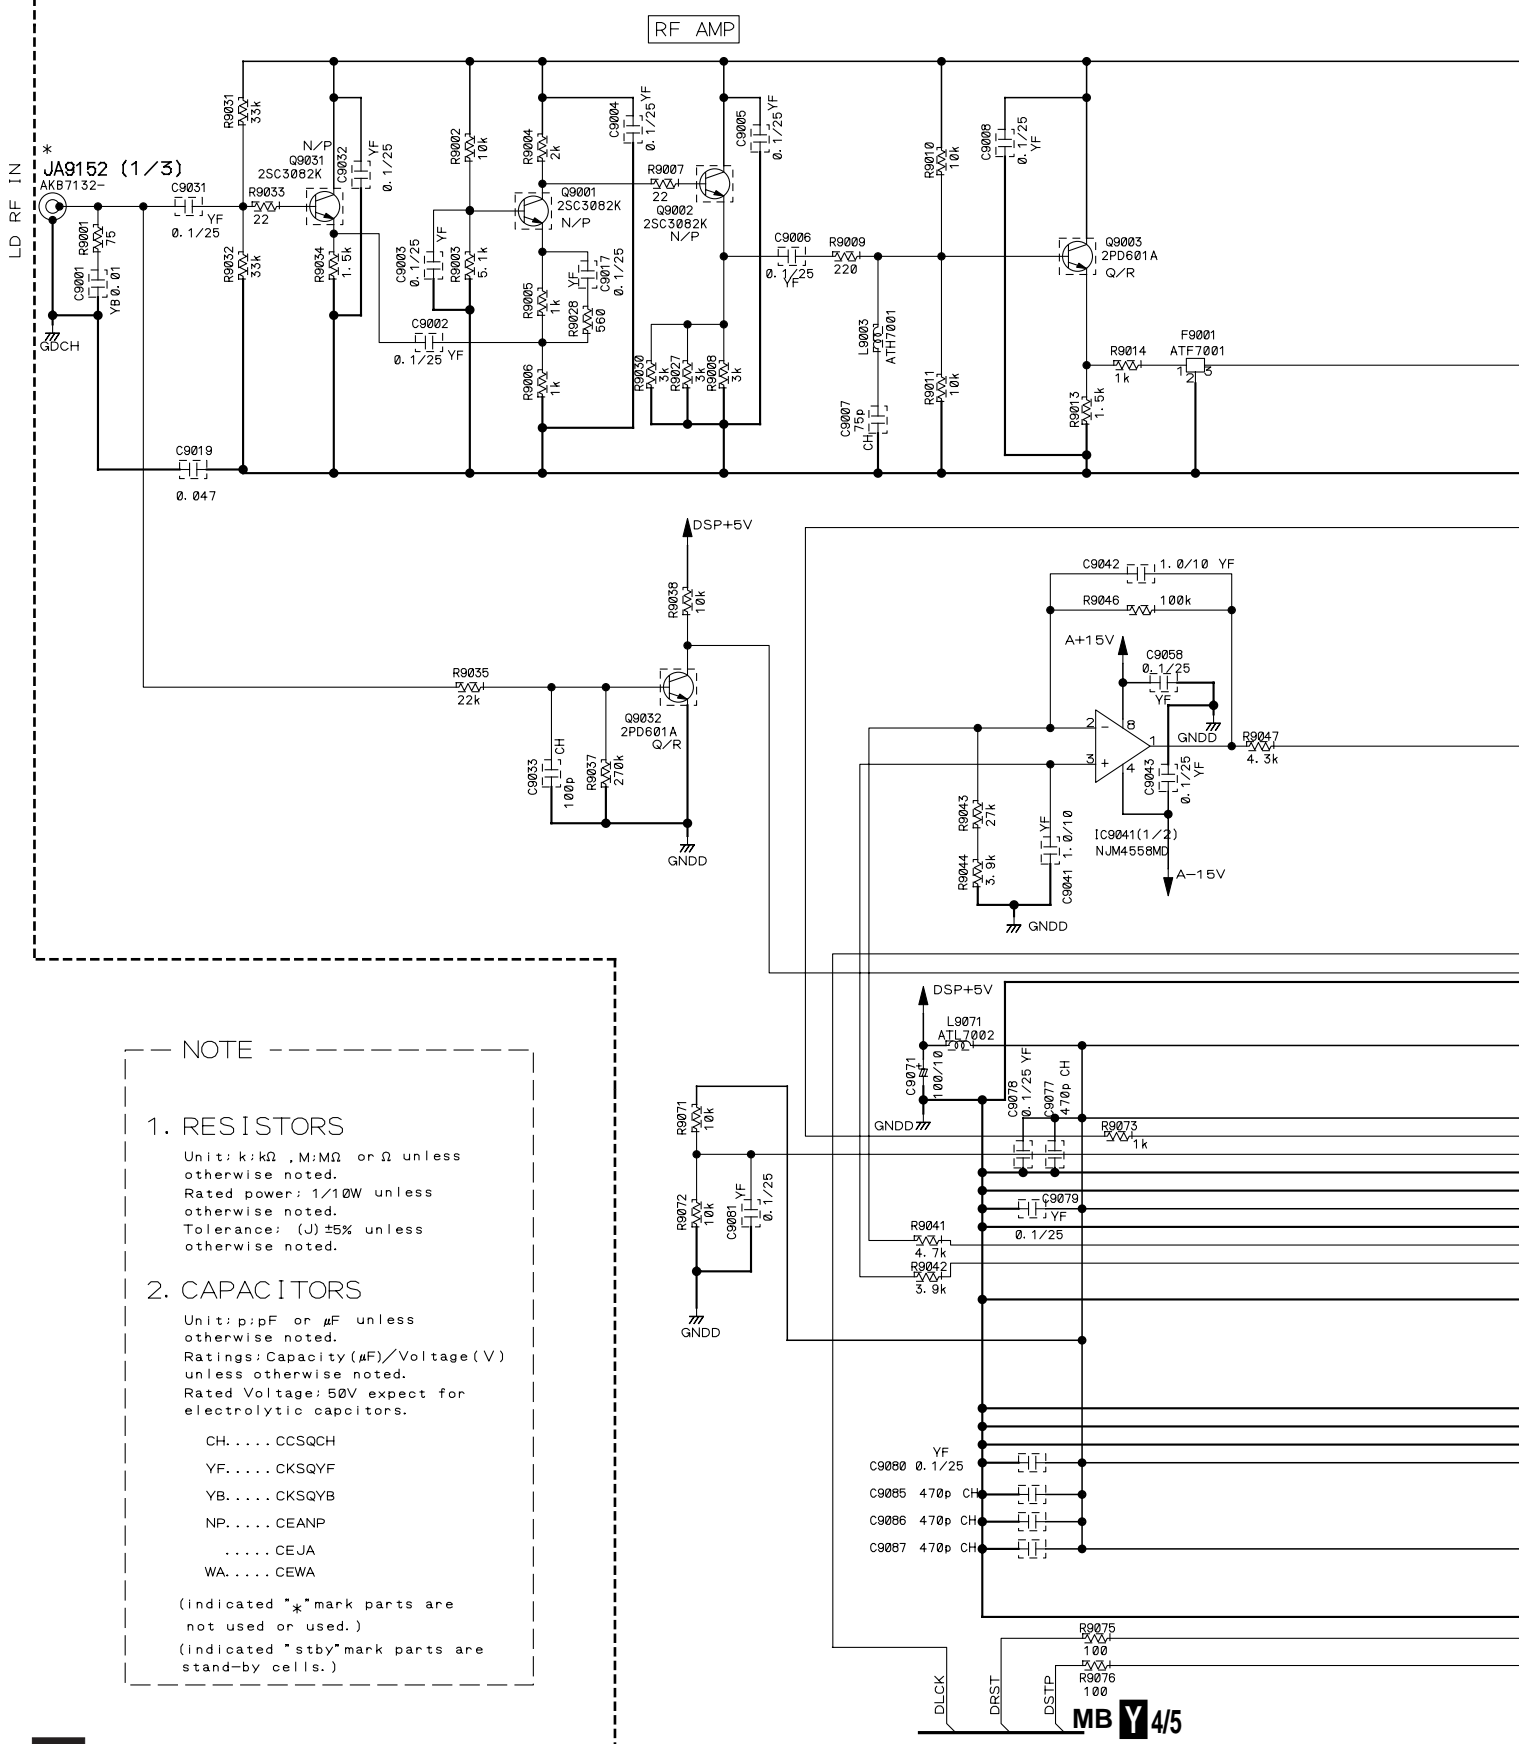 RF AMP
LD RF IN
*
JA9152 (1/3)
AKB7132-
GDCH
R9001
75
C9001
YB 0.01
C9031
YF
0.1/25
R9031
33k
R9032
33k
R9033
22
N/P
Q9031
2SC3082K
R9034
1.5k
C9032
YF
0.1/25
C9019
0.047
C9002
0.1/25 YF
C9003
0.1/25
YF
R9002
10k
R9003
5.1k
R9004
2k
Q9001
2SC3082K
N/P
R9005
1k
R9006
1k
YF
C9017
0.1/25
R9028
560
C9004
0.1/25 YF
R9007
22
Q9002
2SC3082K
N/P
C9005
0.1/25 YF
R9030
3k
R9027
3k
R9008
3k
C9006
0.1/25
YF
R9009
220
L9003
ATH7001
C9007
75p
CH
R9010
10k
R9011
10k
C9008
0.1/25
YF
Q9003
2PD601A
Q/R
R9013
1.5k
R9014
1k
F9001
ATF7001
1 2 3
DSP+5V
R9038
10k
R9035
22k
Q9032
2PD601A
Q/R
C9033
100p
CH
R9037
270k
GNDD
C9042 1.0/10 YF
R9046 100k
A+15V
C9058
0.1/25
YF
GNDD
2 -
3 +
8
1
4
R9047
4.3k
C9043
0.1/25
YF
IC9041(1/2)
NJM4558MD
A-15V
R9043
27k
R9044
3.9k
C9041 1.0/10
YF
GNDD
DSP+5V
L9071
ATL7002
C9071
+
100/10
GNDD
C9078
0.1/25 YF
C9077
470p CH
R9073
1k
R9071
10k
R9072
10k
C9081 YF
0.1/25
GNDD
C9079
YF
0.1/25
R9041
4.7k
R9042
3.9k
YF
C9080 0.1/25
C9085 470p CH
C9086 470p CH
C9087 470p CH
R9075
100
R9076
100
DLCK
DRST
DSTP
MB Y 4/5
NOTE
1. RESISTORS
Unit; k;kΩ , M;MΩ or Ω unless
otherwise noted.
Rated power; 1/10W unless
otherwise noted.
Tolerance; (J) ±5% unless
otherwise noted.
2. CAPACITORS
Unit; p;pF or μF unless
otherwise noted.
Ratings;Capacity(μF)/Voltage(V)
unless otherwise noted.
Rated Voltage; 50V expect for
electrolytic capcitors.
CH.....CCSQCH
YF.....CKSQYF
YB.....CKSQYB
NP.....CEANP
.....CEJA
WA.....CEWA
(indicated "*"mark parts are
not used or used.)
(indicated "stby"mark parts are
stand-by cells.)